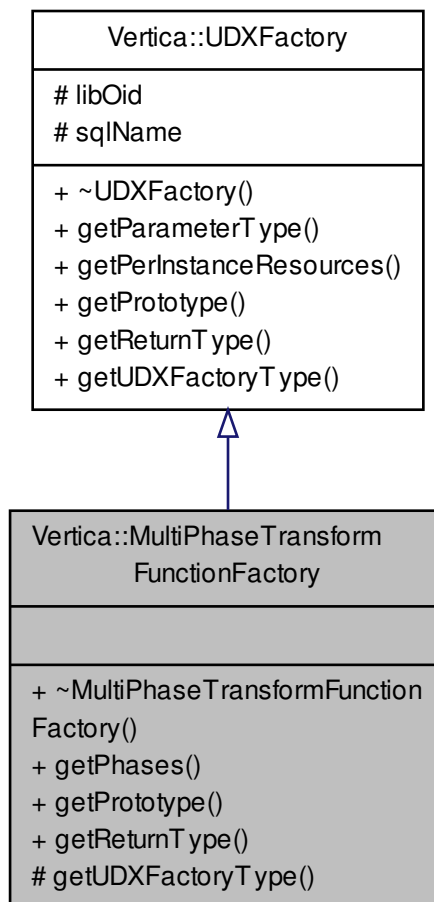 Vertica::UDXFactory
# libOid
# sqlName
+ ~UDXFactory()
+ getParameterType()
+ getPerInstanceResources()
+ getPrototype()
+ getReturnType()
+ getUDXFactoryType()
Vertica::MultiPhaseTransform
FunctionFactory
+ ~MultiPhaseTransformFunction
Factory()
+ getPhases()
+ getPrototype()
+ getReturnType()
# getUDXFactoryType()